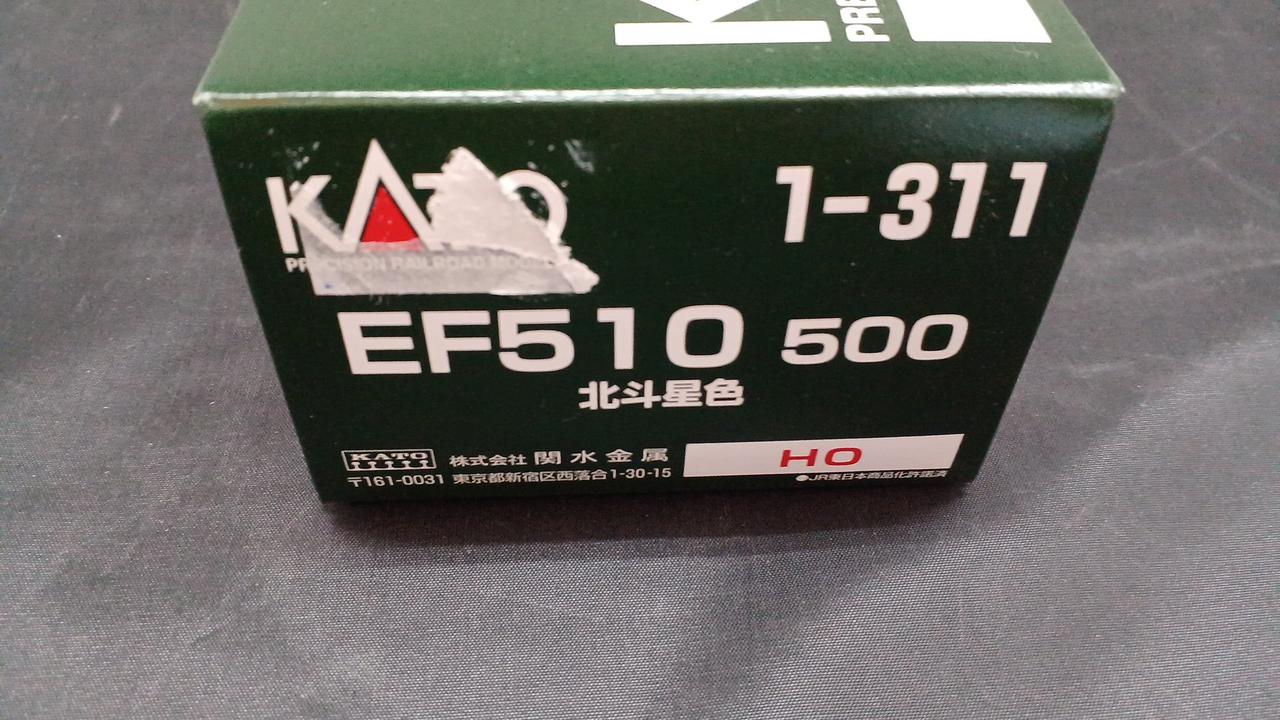 KATO
PRECISION RAILROAD MODELS
1-311
EF510 500
北斗星色
KATO 株式会社 関水金属
〒161-0031 東京都新宿区西落合1-30-15
HO
●JR東日本商品化許諾済